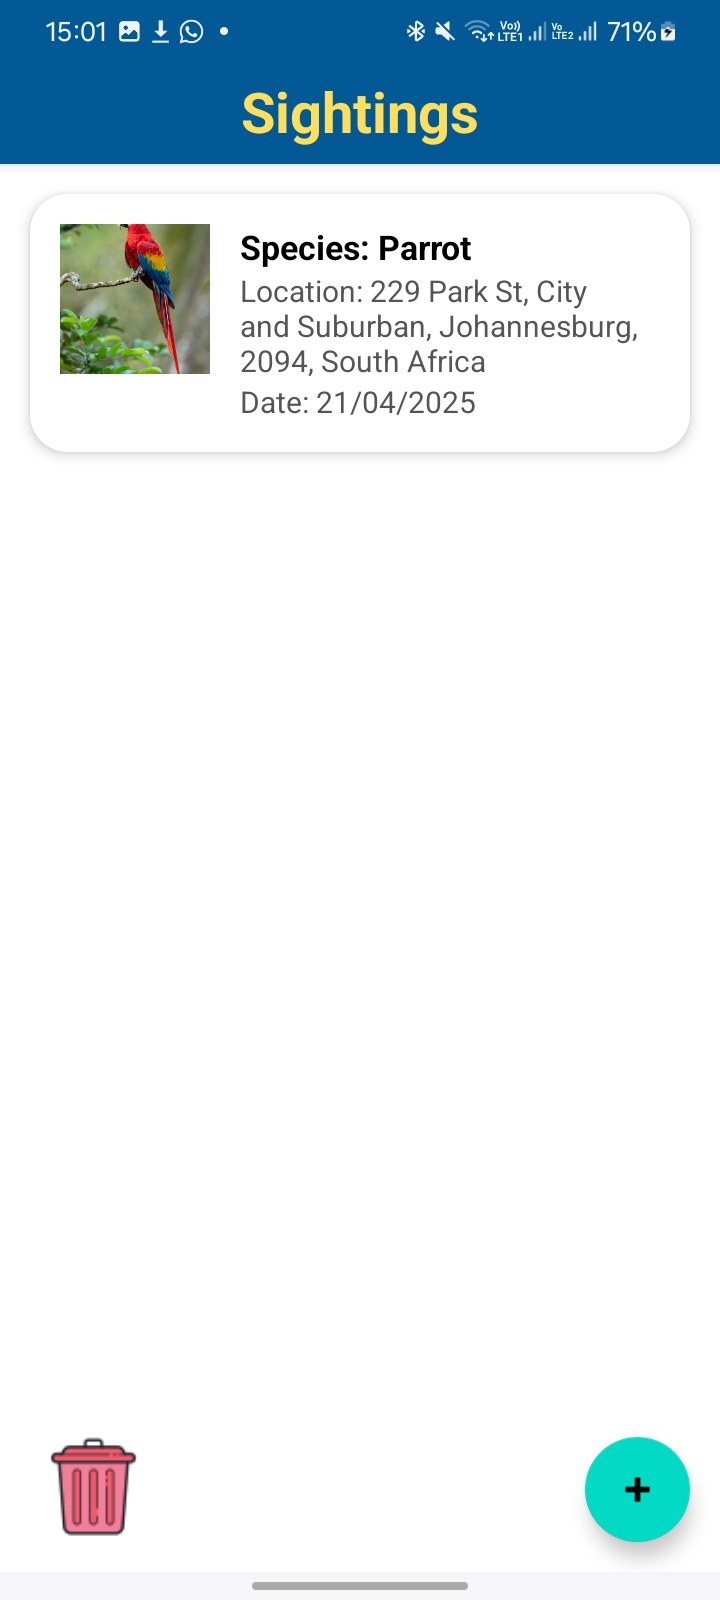 15:01
Vo)) LTE1 Vo LTE2 71%
Sightings
Species: Parrot
Location: 229 Park St, City
and Suburban, Johannesburg,
2094, South Africa
Date: 21/04/2025
+